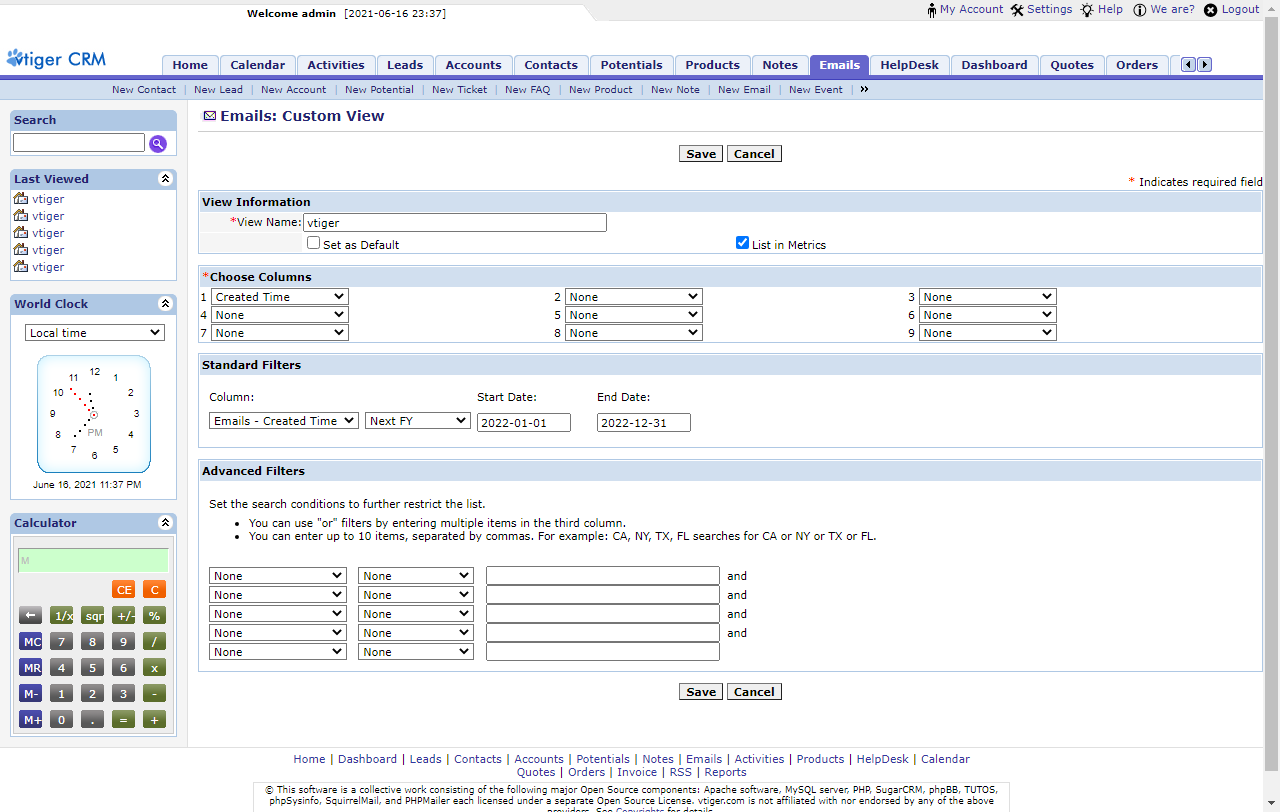 Welcome admin [2021-06-16 23:37]
My Account Settings Help We are? Logout
vtiger CRM
Home Calendar Activities Leads Accounts Contacts Potentials Products Notes Emails HelpDesk Dashboard Quotes Orders
New Contact | New Lead | New Account | New Potential | New Ticket | New FAQ | New Product | New Note | New Email | New Event | »
Search
Last Viewed
vtiger
vtiger
vtiger
vtiger
vtiger
World Clock
Local time
12
11 1
10 2
9 3
8 PM 4
7 5
6
June 16, 2021 11:37 PM
Calculator
M
CE C
← 1/x sqr +/- %
MC 7 8 9 /
MR 4 5 6 x
M- 1 2 3 -
M+ 0 . = +
Emails: Custom View
Save Cancel
* Indicates required field
View Information
*View Name: vtiger
Set as Default List in Metrics
*Choose Columns
1 Created Time 2 None 3 None
4 None 5 None 6 None
7 None 8 None 9 None
Standard Filters
Column: Start Date: End Date:
Emails - Created Time Next FY 2022-01-01 2022-12-31
Advanced Filters
Set the search conditions to further restrict the list.
• You can use "or" filters by entering multiple items in the third column.
• You can enter up to 10 items, separated by commas. For example: CA, NY, TX, FL searches for CA or NY or TX or FL.
None None and
None None and
None None and
None None and
None None
Save Cancel
Home | Dashboard | Leads | Contacts | Accounts | Potentials | Notes | Emails | Activities | Products | HelpDesk | Calendar
Quotes | Orders | Invoice | RSS | Reports
© This software is a collective work consisting of the following major Open Source components: Apache software, MySQL server, PHP, SugarCRM, phpBB, TUTOS,
phpSysinfo, SquirrelMail, and PHPMailer each licensed under a separate Open Source License. vtiger.com is not affiliated with nor endorsed by any of the above
providers. See Copyrights for details.